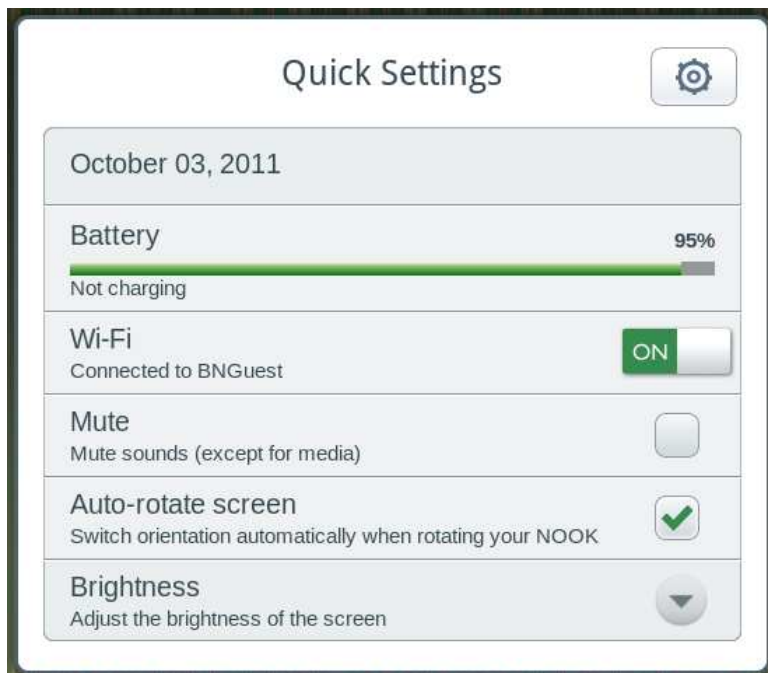 Quick Settings
October 03, 2011
Battery
95%
Not charging
Wi-Fi
Connected to BNGuest
ON
Mute
Mute sounds (except for media)
Auto-rotate screen
Switch orientation automatically when rotating your NOOK
Brightness
Adjust the brightness of the screen